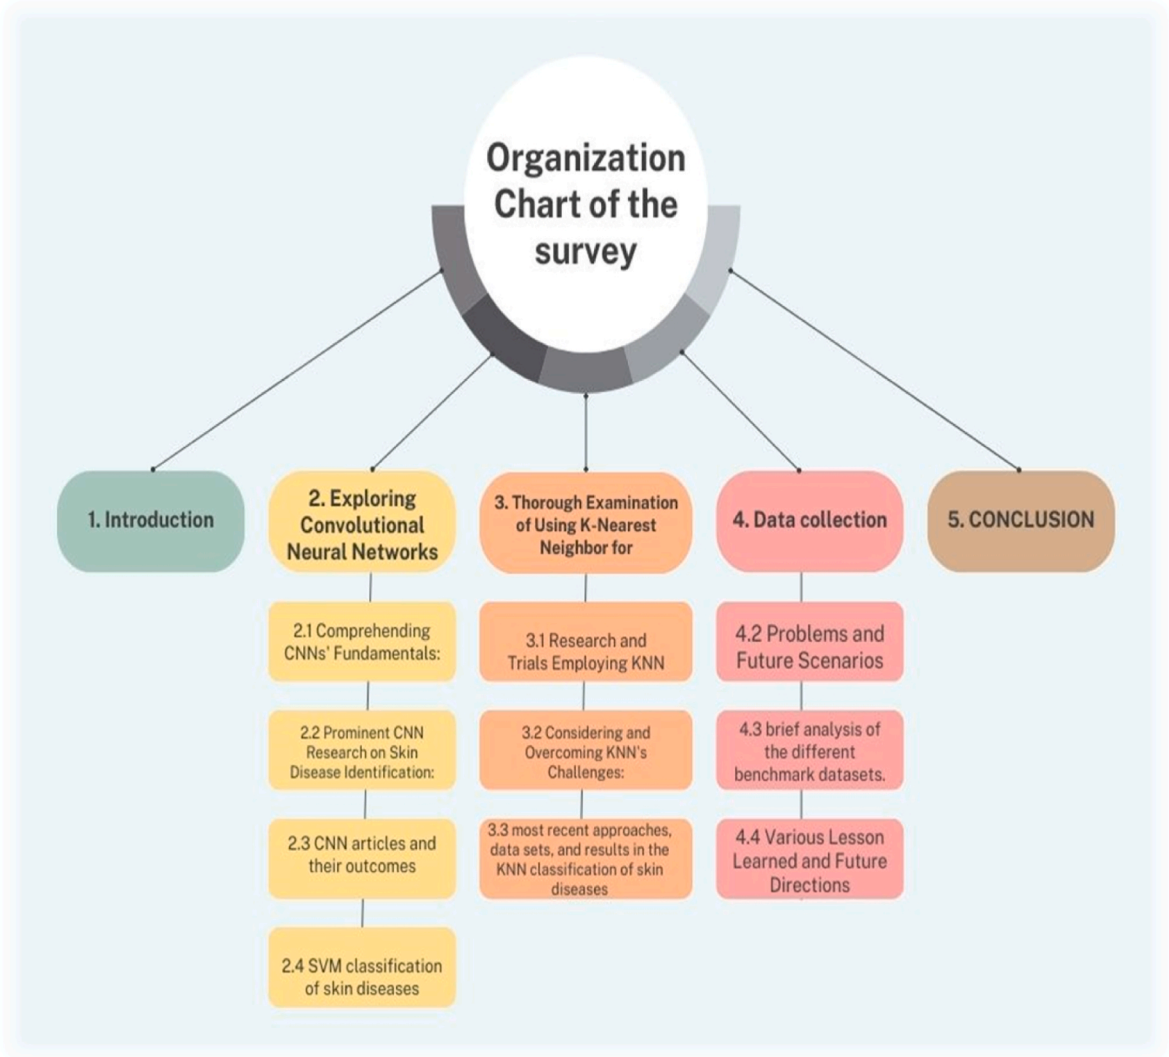 Organization
Chart of the
survey
1. Introduction
2. Exploring
Convolutional
Neural Networks
3. Thorough Examination
of Using K-Nearest
Neighbor for
4. Data collection
5. CONCLUSION
2.1 Comprehending
CNNs' Fundamentals:
2.2 Prominent CNN
Research on Skin
Disease Identification:
2.3 CNN articles and
their outcomes
2.4 SVM classification
of skin diseases
3.1 Research and
Trials Employing KNN
3.2 Considering and
Overcoming KNN's
Challenges:
3.3 most recent approaches,
data sets, and results in the
KNN classification of skin
diseases
4.2 Problems and
Future Scenarios
4.3 brief analysis of
the different
benchmark datasets.
4.4 Various Lesson
Learned and Future
Directions